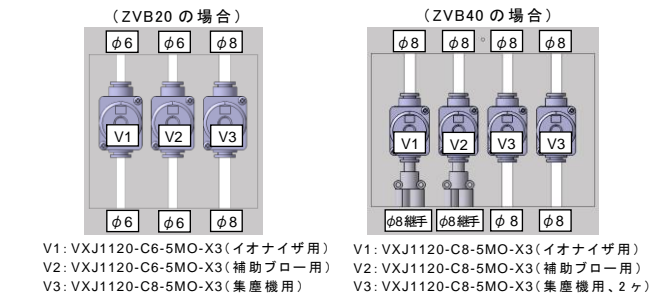 (ZVB20 の場合)
φ6 φ6 φ8
V1 V2 V3
φ6 φ6 φ8
V1: VXJ1120-C6-5MO-X3(イオナイザ用)
V2: VXJ1120-C6-5MO-X3(補助ブロー用)
V3: VXJ1120-C8-5MO-X3(集塵機用)
(ZVB40 の場合)
φ8 φ8 φ8 φ8
V1 V2 V3 V3
φ8継手 φ8継手 φ8 φ8
V1: VXJ1120-C8-5MO-X3(イオナイザ用)
V2: VXJ1120-C8-5MO-X3(補助ブロー用)
V3: VXJ1120-C8-5MO-X3(集塵機用、2ヶ)